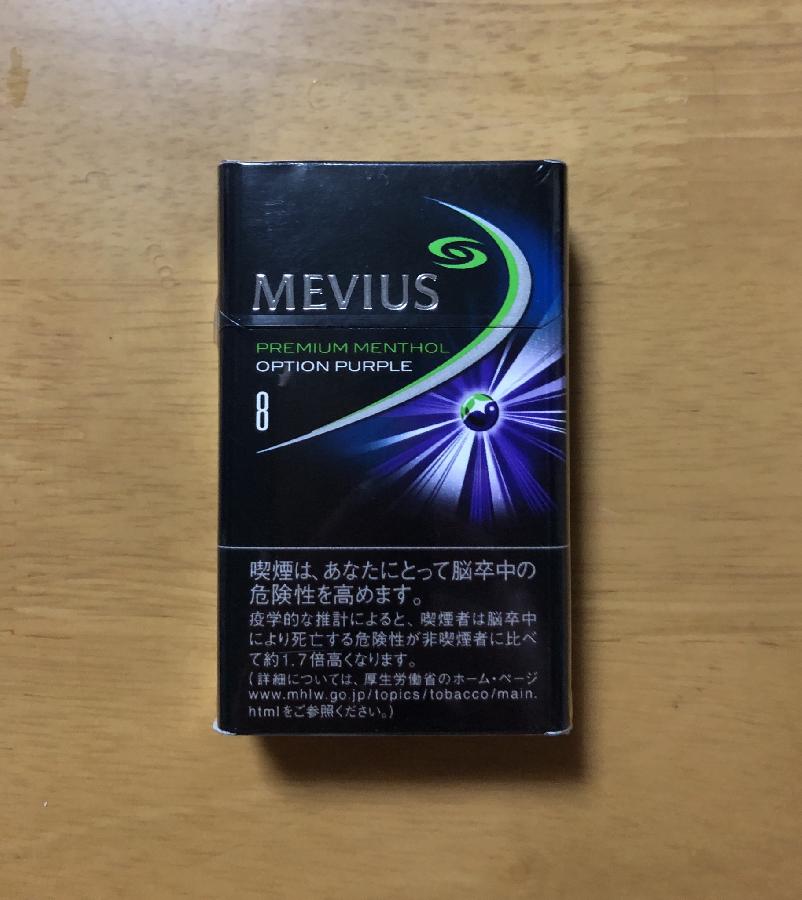 MEVIUS
PREMIUM MENTHOL
OPTION PURPLE
8
喫煙は、あなたにとって脳卒中の
危険性を高めます。
疫学的な推計によると、喫煙者は脳卒中
により死亡する危険性が非喫煙者に比べ
て約1.7倍高くなります。
(詳細については、厚生労働省のホーム・ページ
www.mhlw.go.jp/topics/tobacco/main.
htmlをご参照ください。)